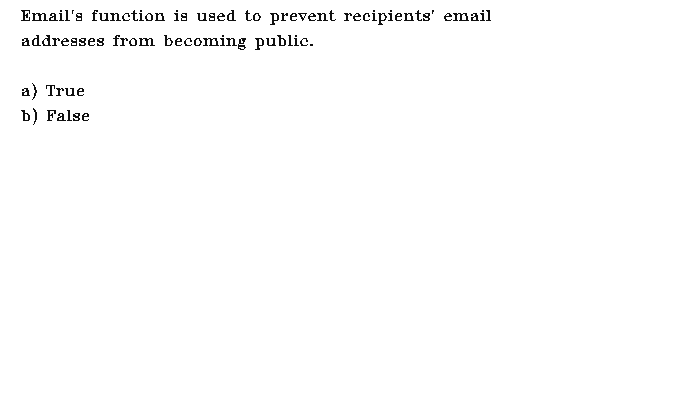 Email's function is used to prevent recipients' email
addresses from becoming public.
a) True
b) False